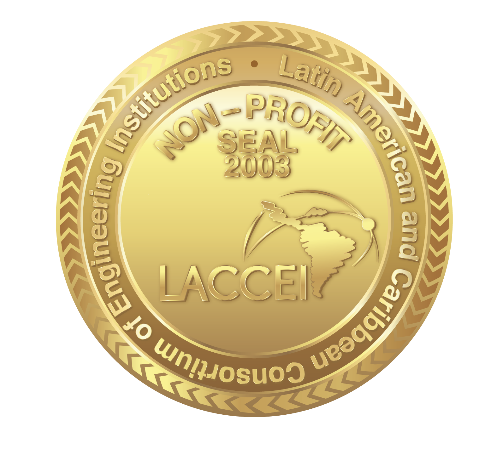 Latin American and Caribbean Consortium of Engineering Institutions •
NON – PROFIT
SEAL
2003
LACCEI